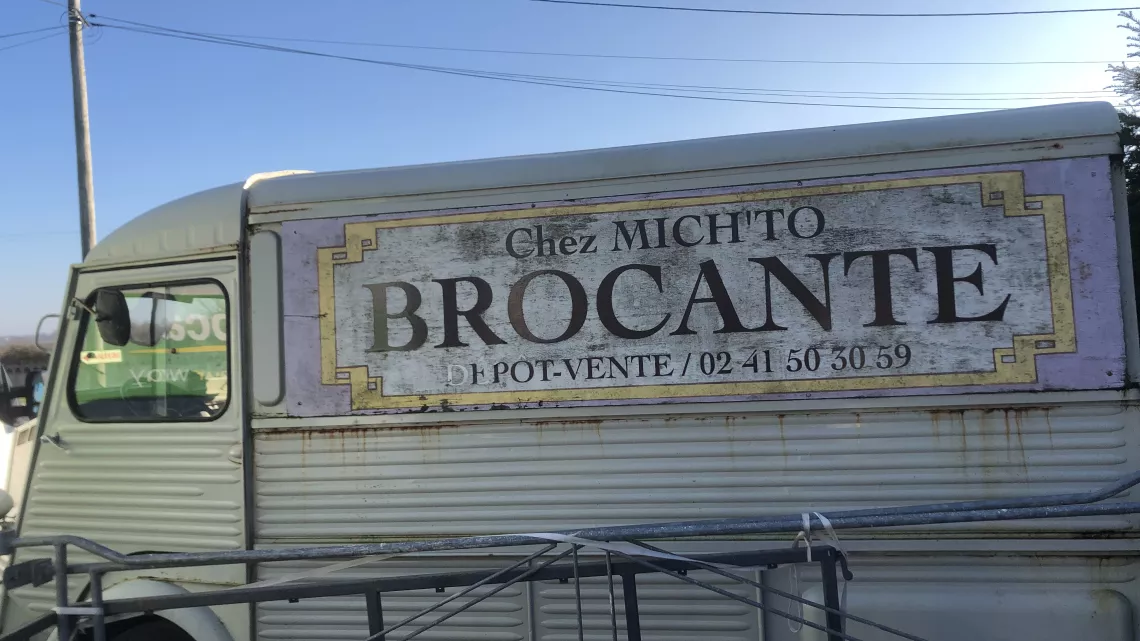 Chez MICH'TO
BROCANTE
DEPOT-VENTE / 02 41 50 30 59